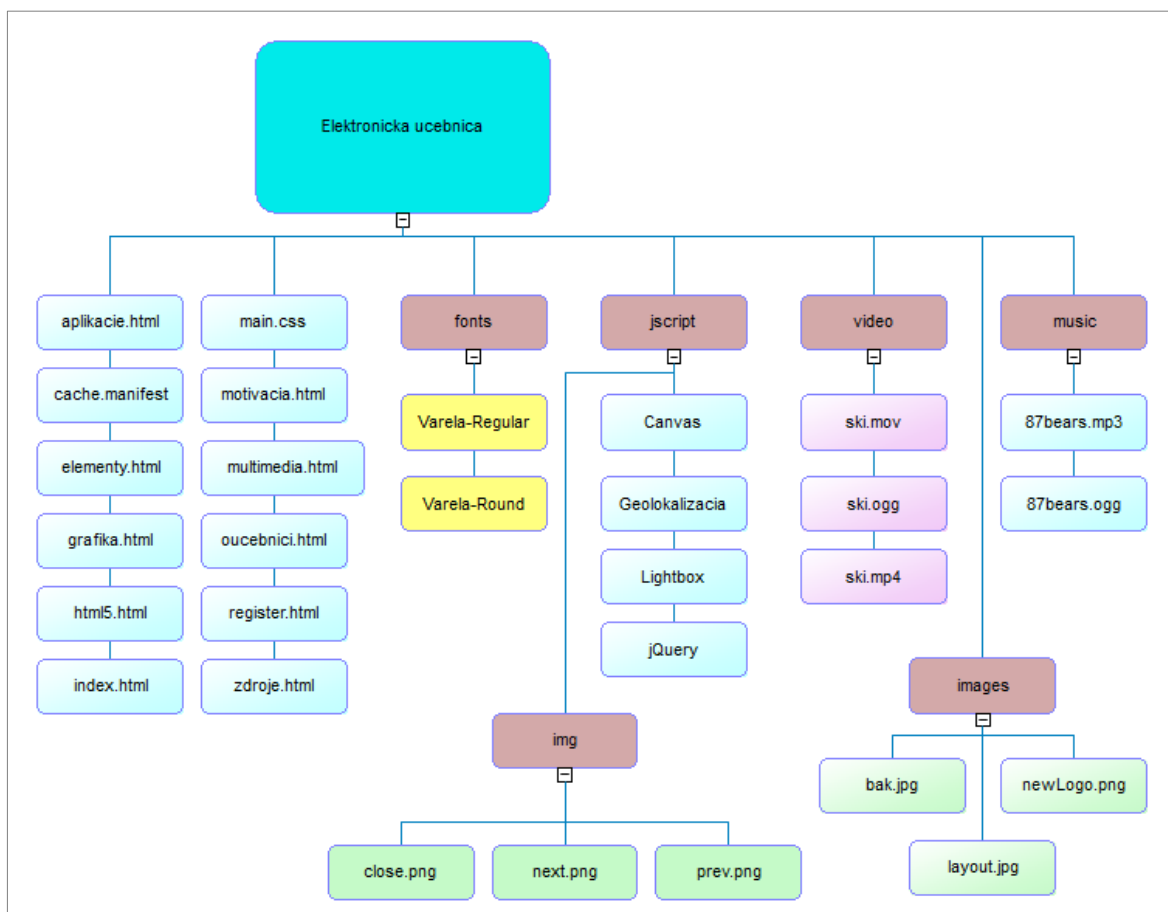 Elektronicka ucebnica
aplikacie.html
main.css
fonts
jscript
video
music
cache.manifest
motivacia.html
Varela-Regular
Canvas
ski.mov
87bears.mp3
elementy.html
multimedia.html
Varela-Round
Geolokalizacia
ski.ogg
87bears.ogg
grafika.html
oucebnici.html
Lightbox
ski.mp4
html5.html
register.html
jQuery
index.html
zdroje.html
images
img
bak.jpg
newLogo.png
close.png
next.png
prev.png
layout.jpg